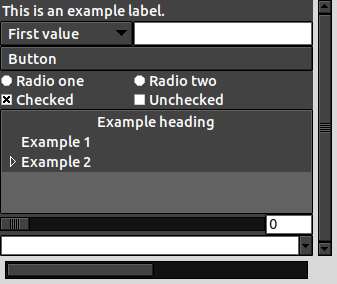 This is an example label.
First value
Button
Radio one Radio two
Checked Unchecked
Example heading
Example 1
Example 2
0